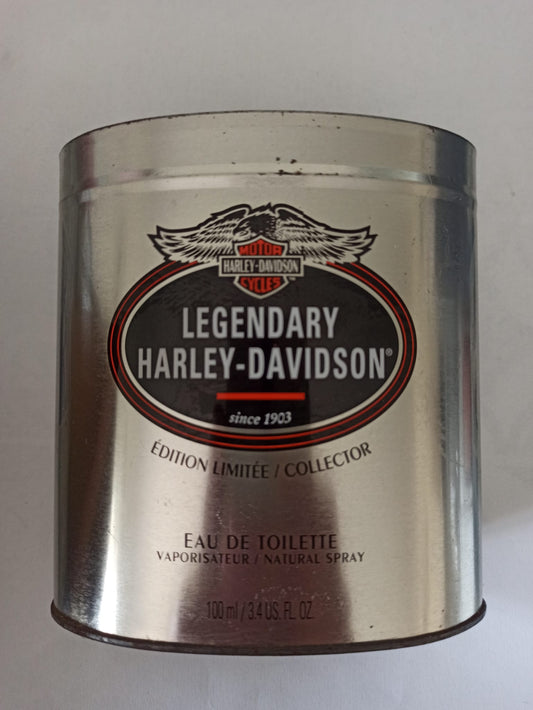 MOTOR
HARLEY-DAVIDSON
CYCLES
™
LEGENDARY
HARLEY-DAVIDSON®
since 1903
ÉDITION LIMITÉE / COLLECTOR
EAU DE TOILETTE
VAPORISATEUR / NATURAL SPRAY
100 ml / 3.4 US. FL. OZ.